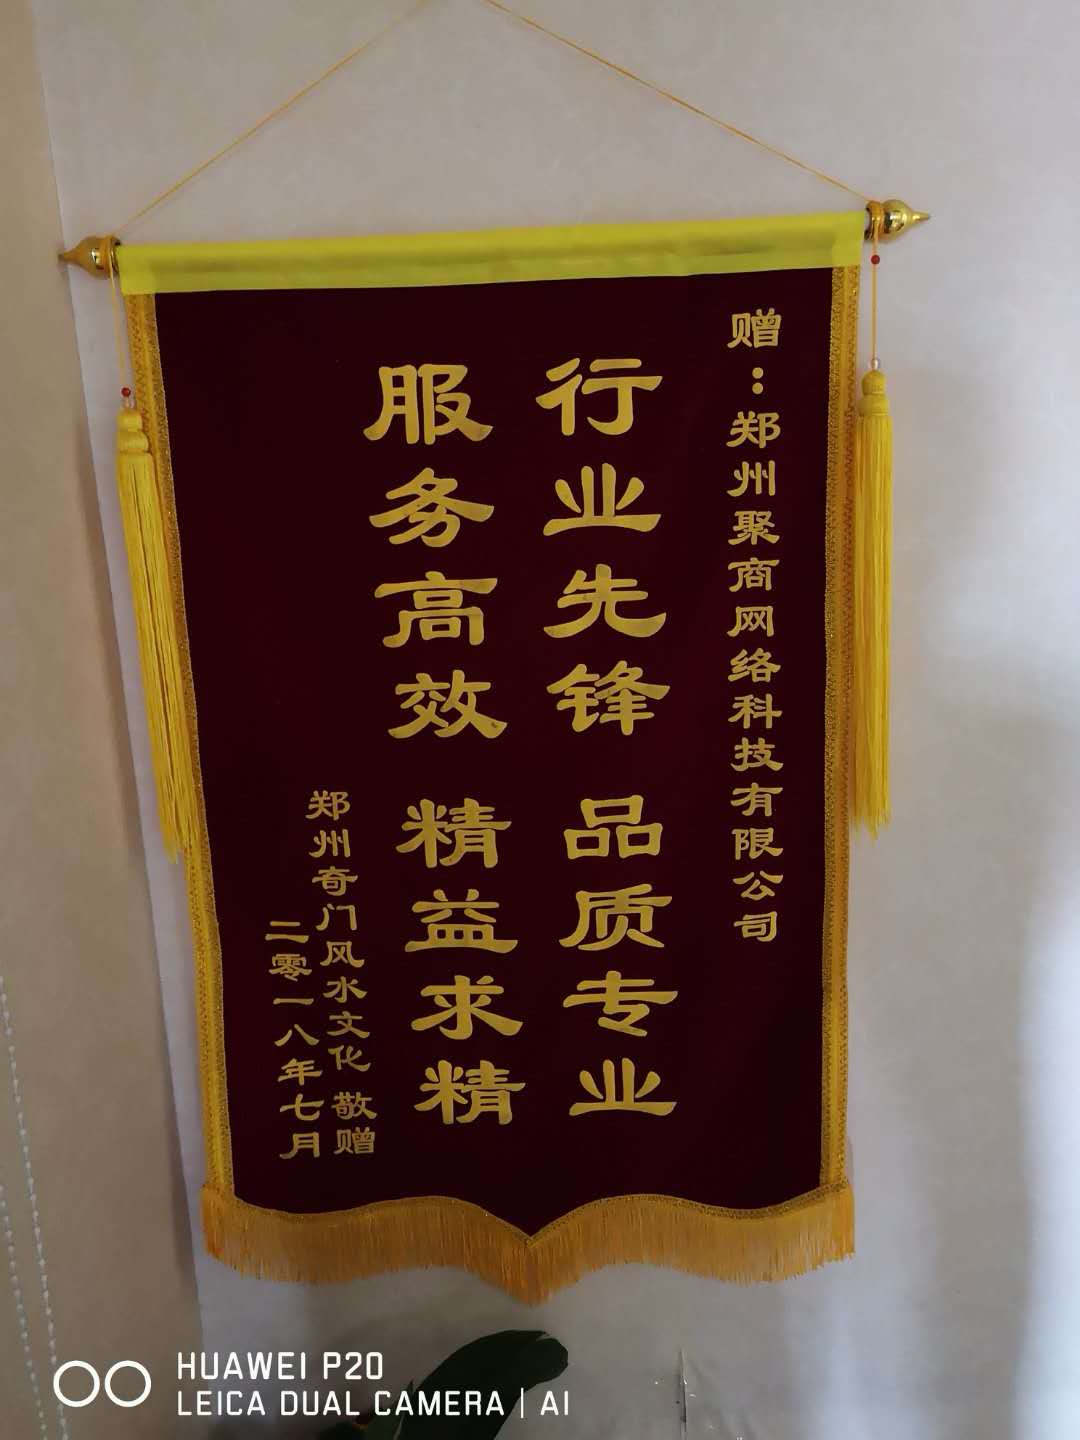 赠：郑州聚商网络科技有限公司
行业先锋 品质专业
服务高效 精益求精
郑州奇门风水文化 敬赠
二零一八年七月
HUAWEI P20
LEICA DUAL CAMERA | AI